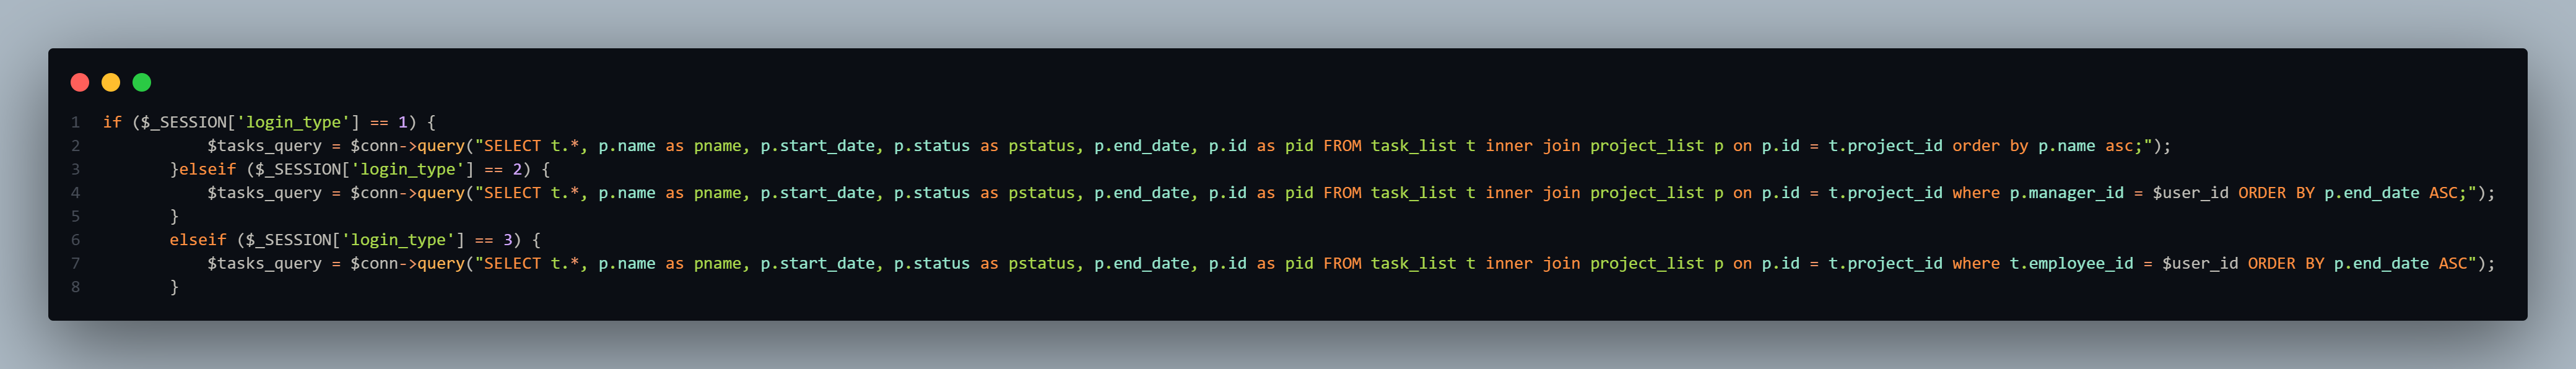 1 if ($_SESSION['login_type'] == 1) {
2 $tasks_query = $conn->query("SELECT t.*, p.name as pname, p.start_date, p.status as pstatus, p.end_date, p.id as pid FROM task_list t inner join project_list p on p.id = t.project_id order by p.name asc;");
3 }elseif ($_SESSION['login_type'] == 2) {
4 $tasks_query = $conn->query("SELECT t.*, p.name as pname, p.start_date, p.status as pstatus, p.end_date, p.id as pid FROM task_list t inner join project_list p on p.id = t.project_id where p.manager_id = $user_id ORDER BY p.end_date ASC;");
5 }
6 elseif ($_SESSION['login_type'] == 3) {
7 $tasks_query = $conn->query("SELECT t.*, p.name as pname, p.start_date, p.status as pstatus, p.end_date, p.id as pid FROM task_list t inner join project_list p on p.id = t.project_id where t.employee_id = $user_id ORDER BY p.end_date ASC");
8 }